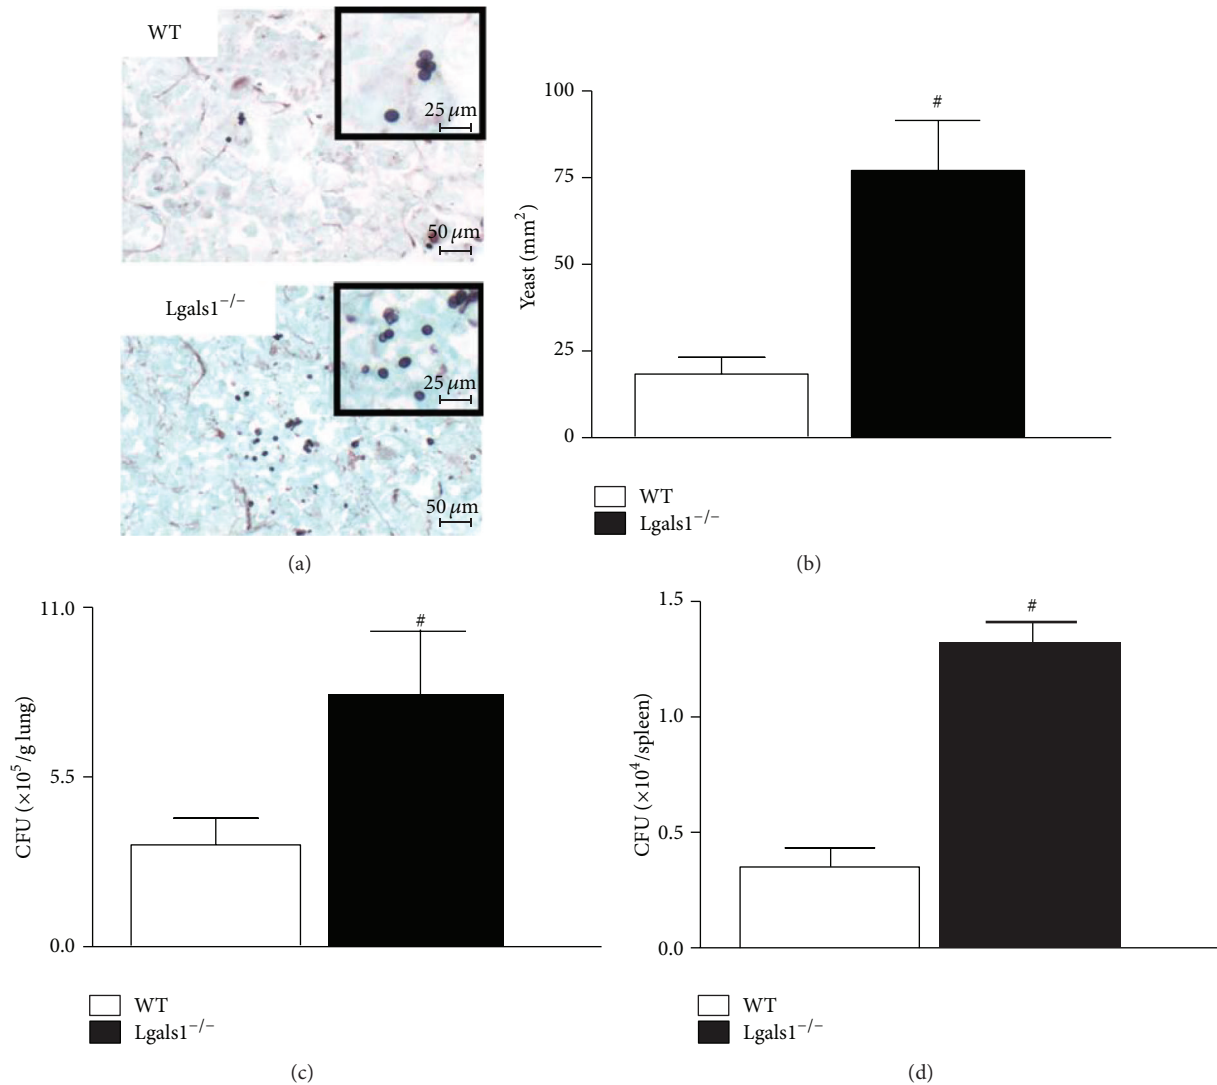 WT
25 μm
50 μm
Lgals1⁻/⁻
25 μm
50 μm
(a)
100
75
50
25
0
Yeast (mm²)
#
WT
Lgals1⁻/⁻
(b)
11.0
5.5
0.0
CFU (×10⁵/g lung)
#
WT
Lgals1⁻/⁻
(c)
1.5
1.0
0.5
0.0
CFU (×10⁴/spleen)
#
WT
Lgals1⁻/⁻
(d)